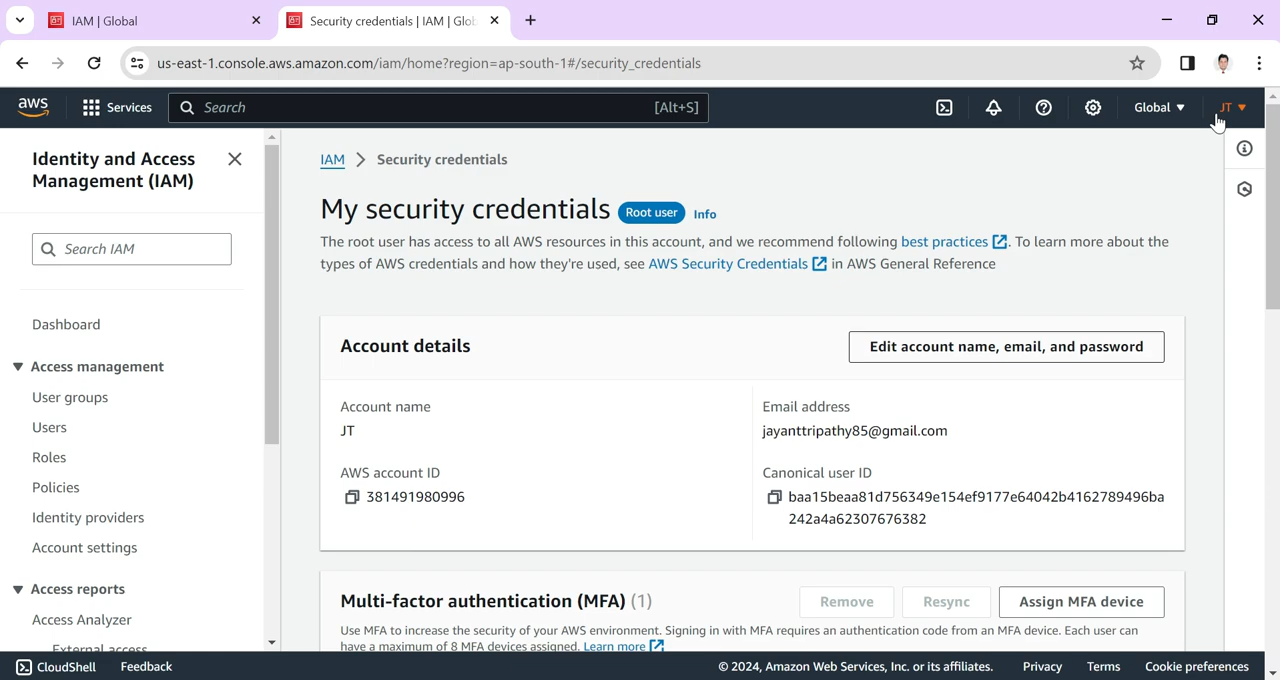 IAM | Global
Security credentials | IAM | Glob
us-east-1.console.aws.amazon.com/iam/home?region=ap-south-1#/security_credentials
aws
Services
Search
[Alt+S]
Global
JT
Identity and Access
Management (IAM)
Search IAM
Dashboard
Access management
User groups
Users
Roles
Policies
Identity providers
Account settings
Access reports
Access Analyzer
External access
IAM > Security credentials
My security credentials Root user Info
The root user has access to all AWS resources in this account, and we recommend following best practices. To learn more about the
types of AWS credentials and how they're used, see AWS Security Credentials in AWS General Reference
Account details
Edit account name, email, and password
Account name
JT
Email address
jayanttripathy85@gmail.com
AWS account ID
381491980996
Canonical user ID
baa15beaa81d756349e154ef9177e64042b4162789496ba
242a4a62307676382
Multi-factor authentication (MFA) (1)
Remove
Resync
Assign MFA device
Use MFA to increase the security of your AWS environment. Signing in with MFA requires an authentication code from an MFA device. Each user can
have a maximum of 8 MFA devices assigned. Learn more
CloudShell
Feedback
© 2024, Amazon Web Services, Inc. or its affiliates.
Privacy
Terms
Cookie preferences